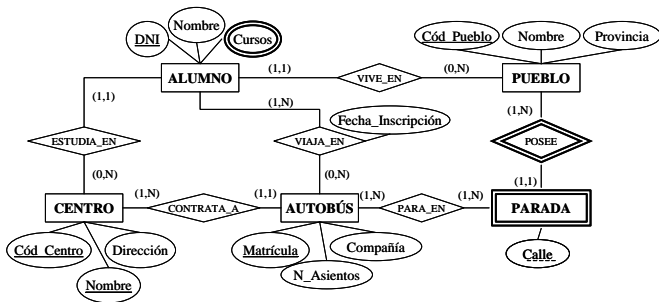 DNI
Nombre
Cursos
Cód_Pueblo
Nombre
Provincia
ALUMNO
(1,1)
VIVE_EN
(0,N)
PUEBLO
(1,1)
(1,N)
(1,N)
Fecha_Inscripción
ESTUDIA_EN
VIAJA_EN
POSEE
(0,N)
(0,N)
(1,1)
CENTRO
(1,N)
CONTRATA_A
(1,1)
AUTOBÚS
(1,N)
PARA_EN
(1,N)
PARADA
Cód_Centro
Dirección
Nombre
Matrícula
Compañía
N_Asientos
Calle